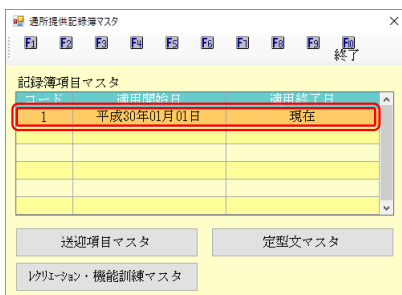 通所提供記録簿マスタ
F1 F2 F3 F4 F5 F6 F7 F8 F9 F10
終了
記録簿項目マスタ
コード 適用開始日 適用終了日
1 平成30年01月01日 現在
送迎項目マスタ 定型文マスタ
ﾚｸﾘｴｰｼｮﾝ・機能訓練マスタ